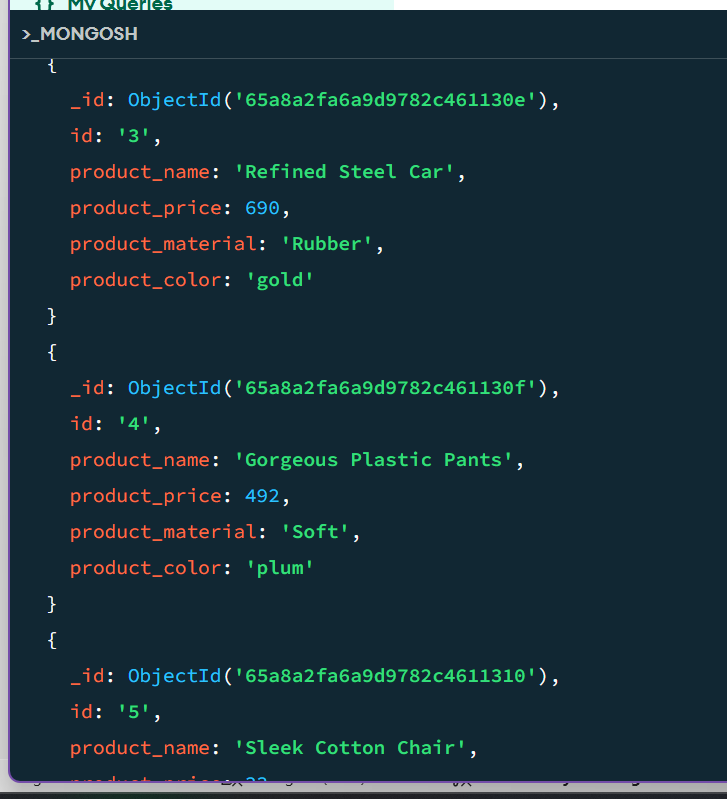 {} My Queries
>_MONGOSH
{
_id: ObjectId('65a8a2fa6a9d9782c461130e'),
id: '3',
product_name: 'Refined Steel Car',
product_price: 690,
product_material: 'Rubber',
product_color: 'gold'
}
{
_id: ObjectId('65a8a2fa6a9d9782c461130f'),
id: '4',
product_name: 'Gorgeous Plastic Pants',
product_price: 492,
product_material: 'Soft',
product_color: 'plum'
}
{
_id: ObjectId('65a8a2fa6a9d9782c4611310'),
id: '5',
product_name: 'Sleek Cotton Chair',